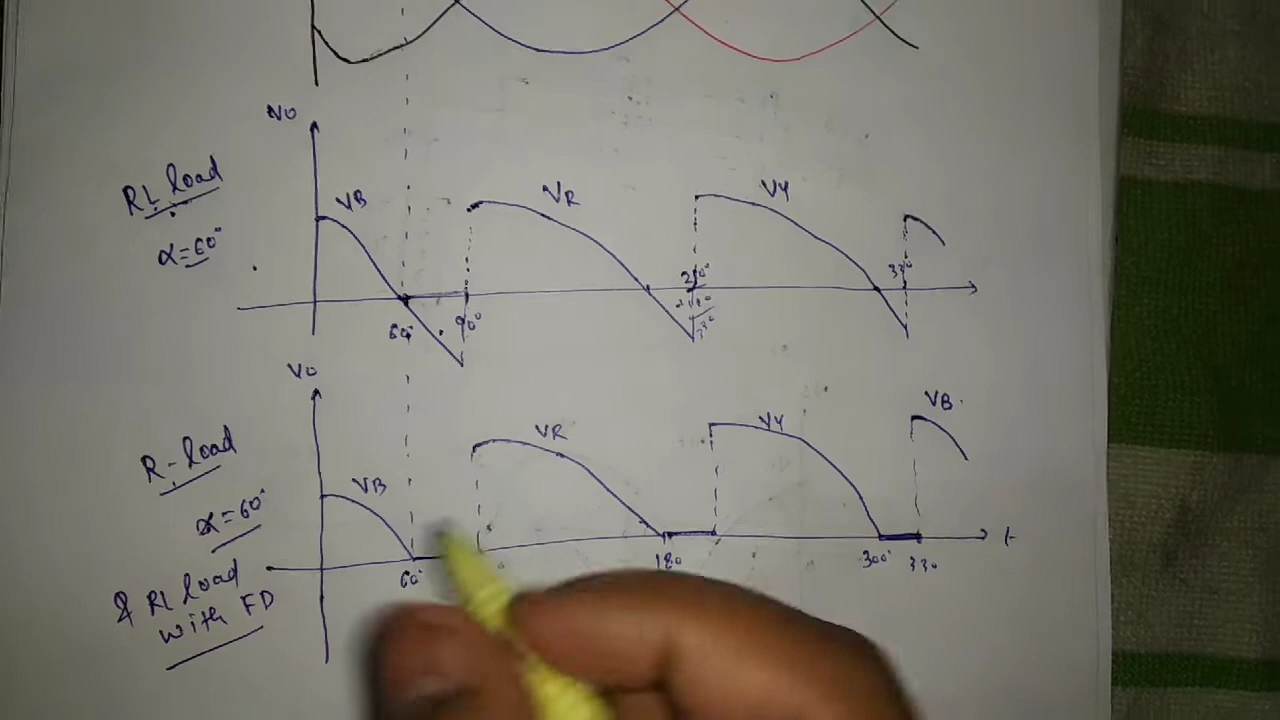 Vo
RL load
α=60°
VB
VR
VY
60°
90°
210°
330
Vo
R-load
α=60°
& RL load
with FD
VB
VR
VY
VB
60°
180
300°
330
t